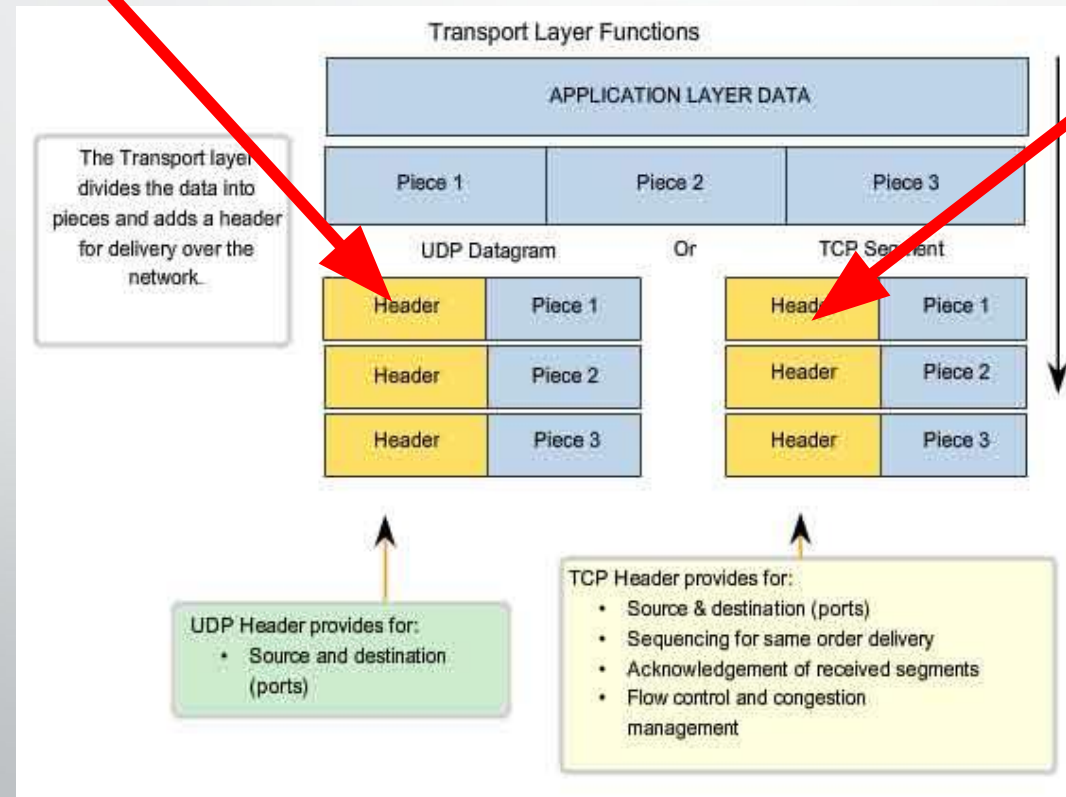 Transport Layer Functions
APPLICATION LAYER DATA
The Transport layer
divides the data into
pieces and adds a header
for delivery over the
network.
Piece 1
Piece 2
Piece 3
UDP Datagram
Or
TCP Segment
Header
Piece 1
Header
Piece 1
Header
Piece 2
Header
Piece 2
Header
Piece 3
Header
Piece 3
UDP Header provides for:
• Source and destination
(ports)
TCP Header provides for:
• Source & destination (ports)
• Sequencing for same order delivery
• Acknowledgement of received segments
• Flow control and congestion
management